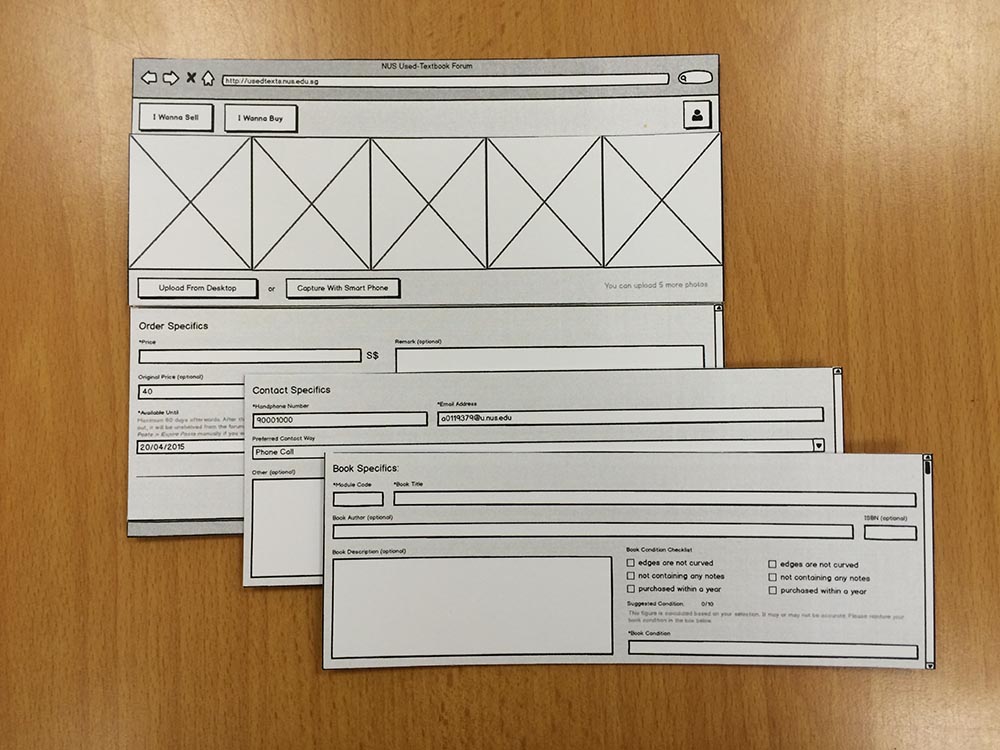 NUS Used-Textbook Forum
http://usedtexts.nus.edu.sg
I Wanna Sell
I Wanna Buy
Upload From Desktop or Capture With Smart Phone
You can upload 5 more photos
Order Specifics
*Price
S$
Remark (optional)
Original Price (optional)
40
*Available Until
Maximum 90 days afterwards. After
out, it will be unshelved from the forum
Posts > Expire Posts manually if you
20/04/2015
Contact Specifics
*Handphone Number
*Email Address
90001000
a0119379@u.nus.edu
Preferred Contact Way
Phone Call
Other (optional)
Book Specifics:
*Module Code
*Book Title
Book Author (optional)
ISBN (optional)
Book Description (optional)
Book Condition Checklist
edges are not curved
edges are not curved
not containing any notes
not containing any notes
purchased within a year
purchased within a year
Suggested Condition: 0/10
This figure is calculated based on your selection. It may or may not be accurate. Please reinture your
book condition in the box below.
*Book Condition